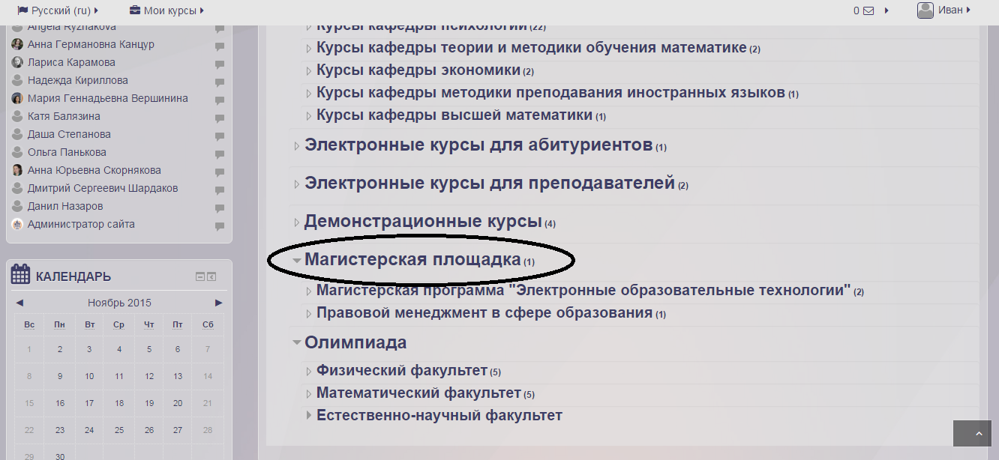 Русский (ru)
Мои курсы
0
Иван
Angela Ryzhakova
Анна Германовна Канцур
Лариса Карамова
Надежда Кириллова
Мария Геннадьевна Вершинина
Катя Балязина
Даша Степанова
Ольга Панькова
Анна Юрьевна Скорнякова
Дмитрий Сергеевич Шардаков
Данил Назаров
Администратор сайта
КАЛЕНДАРЬ
Ноябрь 2015
Вс Пн Вт Ср Чт Пт Сб
1 2 3 4 5 6 7
8 9 10 11 12 13 14
15 16 17 18 19 20 21
22 23 24 25 26 27 28
29 30
Курсы кафедры психологии (22)
Курсы кафедры теории и методики обучения математике (2)
Курсы кафедры экономики (2)
Курсы кафедры методики преподавания иностранных языков (1)
Курсы кафедры высшей математики (1)
Электронные курсы для абитуриентов (1)
Электронные курсы для преподавателей (2)
Демонстрационные курсы (4)
Магистерская площадка (1)
Магистерская программа "Электронные образовательные технологии" (2)
Правовой менеджмент в сфере образования (1)
Олимпиада
Физический факультет (5)
Математический факультет (5)
Естественно-научный факультет